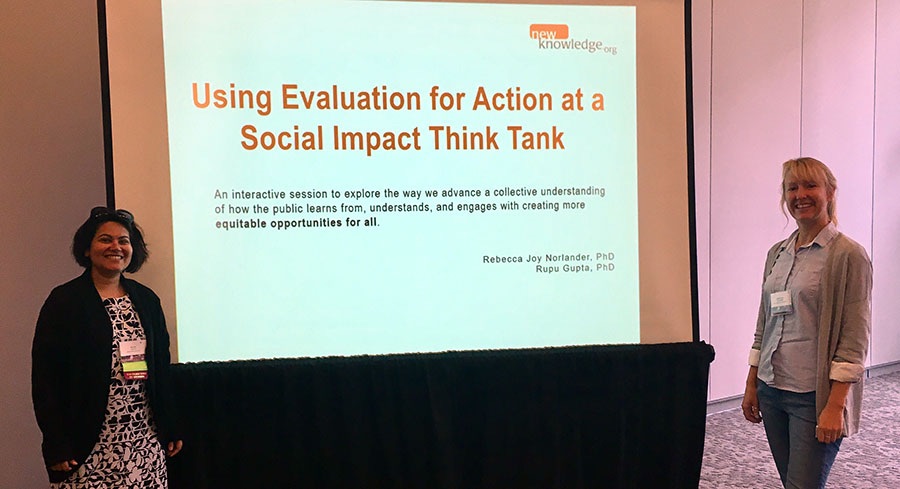 new
knowledge.org
Using Evaluation for Action at a
Social Impact Think Tank
An interactive session to explore the way we advance a collective understanding
of how the public learns from, understands, and engages with creating more
equitable opportunities for all.
Rebecca Joy Norlander, PhD
Rupu Gupta, PhD